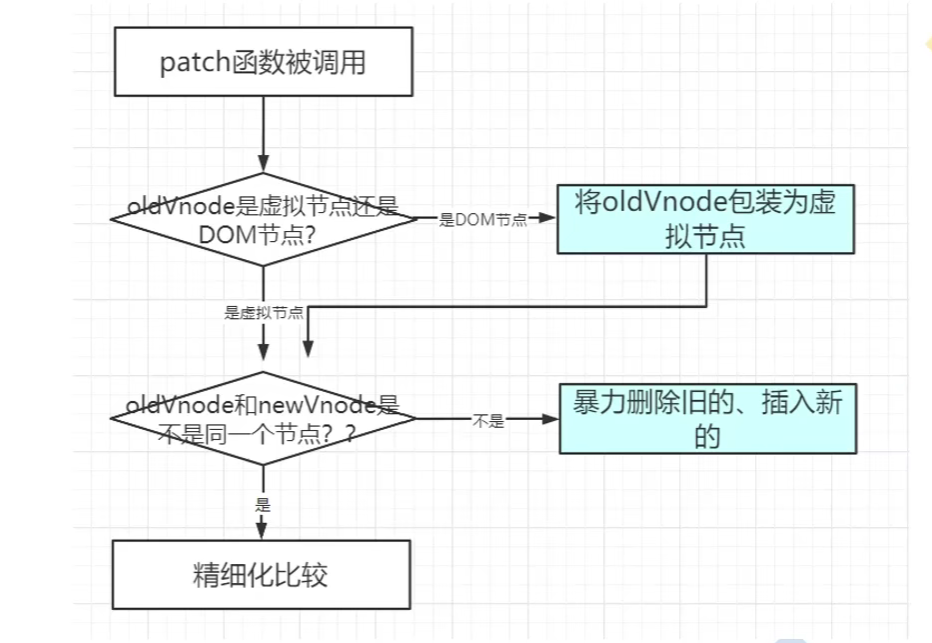 patch函数被调用
oldVnode是虚拟节点还是
DOM节点?
是DOM节点
将oldVnode包装为虚
拟节点
是虚拟节点
oldVnode和newVnode是
不是同一个节点？?
不是
暴力删除旧的、插入新
的
是
精细化比较